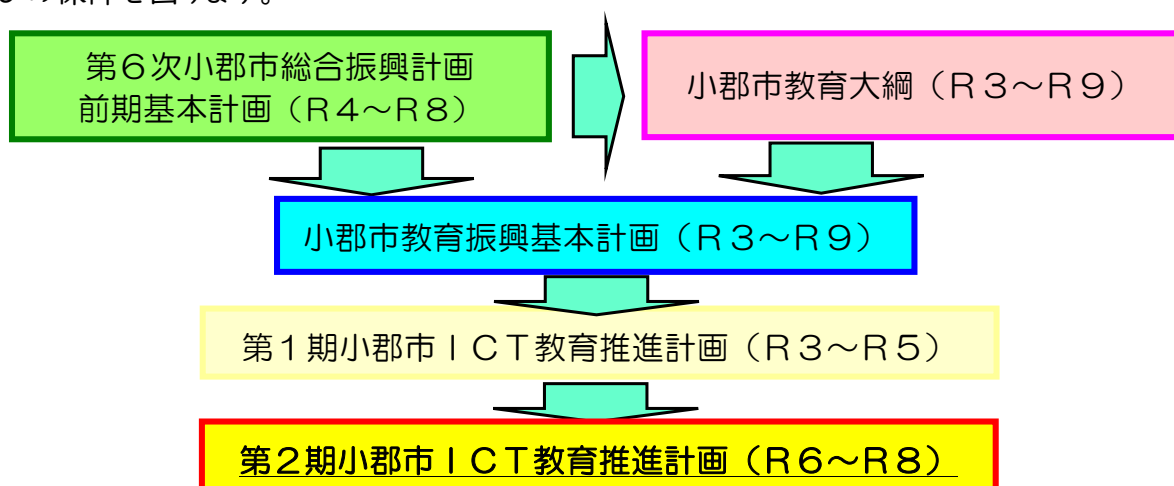 第６次小郡市総合振興計画
前期基本計画（Ｒ４～Ｒ８）
小郡市教育大綱（Ｒ３～Ｒ９）
小郡市教育振興基本計画（Ｒ３～Ｒ９）
第１期小郡市ＩＣＴ教育推進計画（Ｒ３～Ｒ５）
第２期小郡市ＩＣＴ教育推進計画（Ｒ６～Ｒ８）